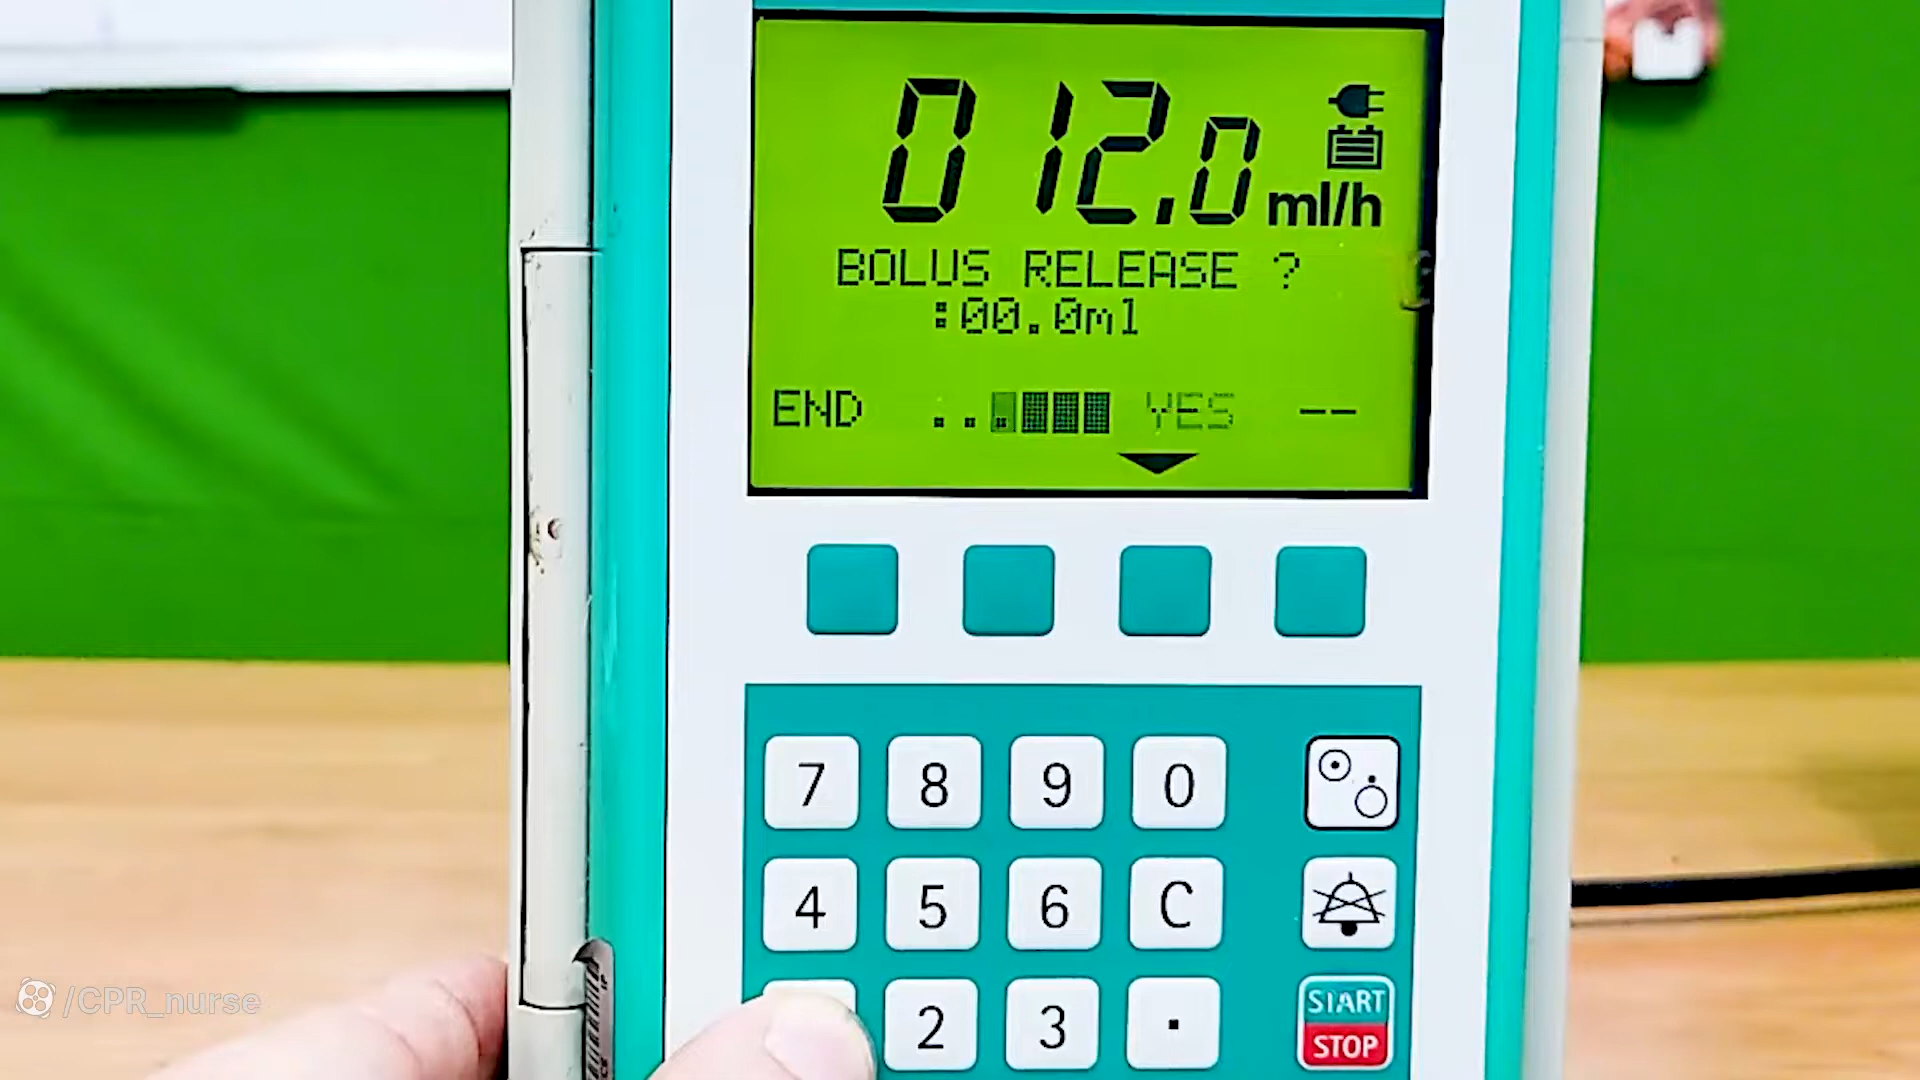 012.0 ml/h
BOLUS RELEASE ?
:00.0ml
END YES --
7 8 9 0
4 5 6 C
2 3 .
START
STOP
/CPR_nurse